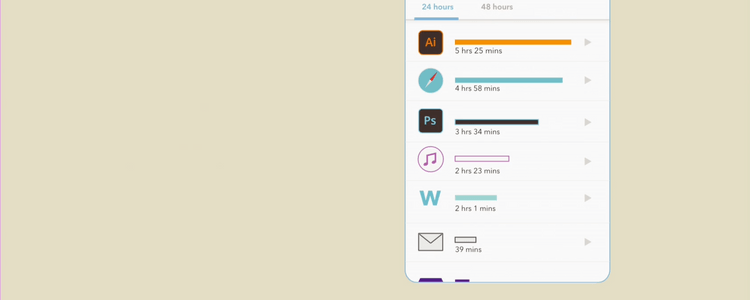 24 hours 48 hours
Ai
5 hrs 25 mins
4 hrs 58 mins
Ps
3 hrs 34 mins
2 hrs 23 mins
W
2 hrs 1 mins
39 mins